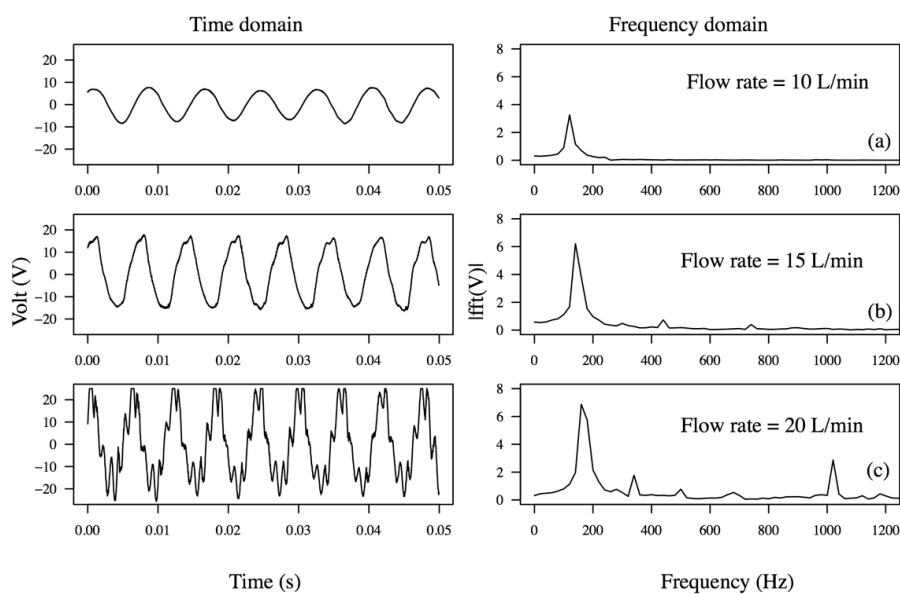 Time domain
Frequency domain
20
10
0
−10
−20
0.00 0.01 0.02 0.03 0.04 0.05
8
6
4
2
0
Flow rate = 10 L/min
(a)
0 200 400 600 800 1000 1200
Volt (V)
20
10
0
−10
−20
0.00 0.01 0.02 0.03 0.04 0.05
|fft(V)|
8
6
4
2
0
Flow rate = 15 L/min
(b)
0 200 400 600 800 1000 1200
20
10
0
−10
−20
0.00 0.01 0.02 0.03 0.04 0.05
8
6
4
2
0
Flow rate = 20 L/min
(c)
0 200 400 600 800 1000 1200
Time (s)
Frequency (Hz)